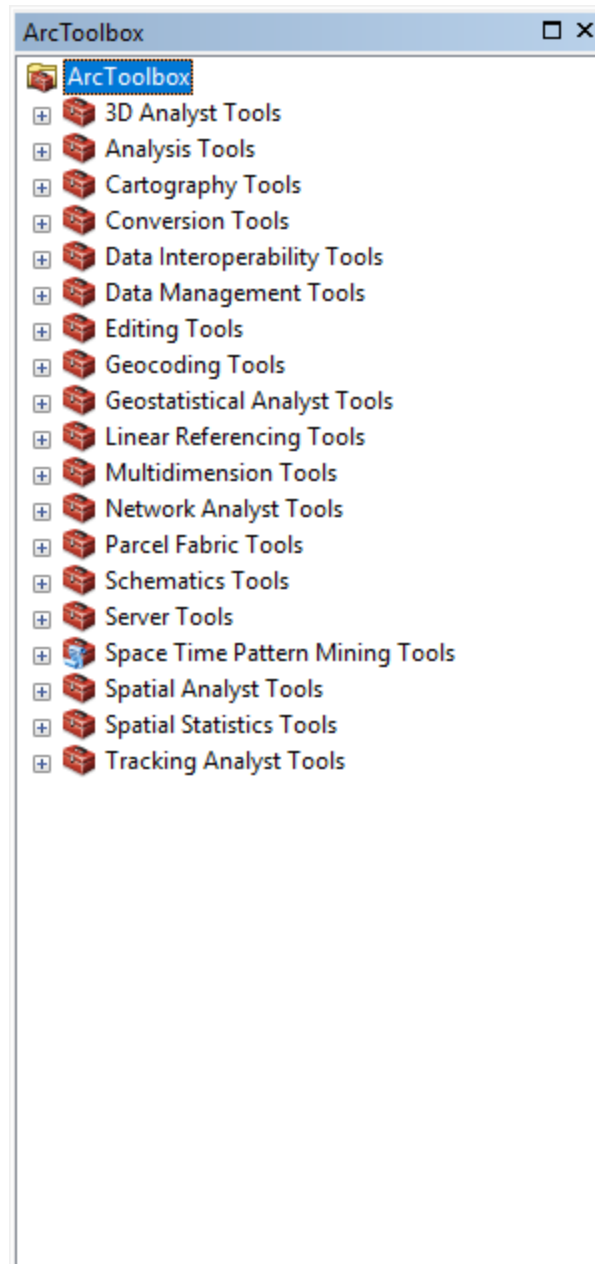 ArcToolbox
ArcToolbox
3D Analyst Tools
Analysis Tools
Cartography Tools
Conversion Tools
Data Interoperability Tools
Data Management Tools
Editing Tools
Geocoding Tools
Geostatistical Analyst Tools
Linear Referencing Tools
Multidimension Tools
Network Analyst Tools
Parcel Fabric Tools
Schematics Tools
Server Tools
Space Time Pattern Mining Tools
Spatial Analyst Tools
Spatial Statistics Tools
Tracking Analyst Tools